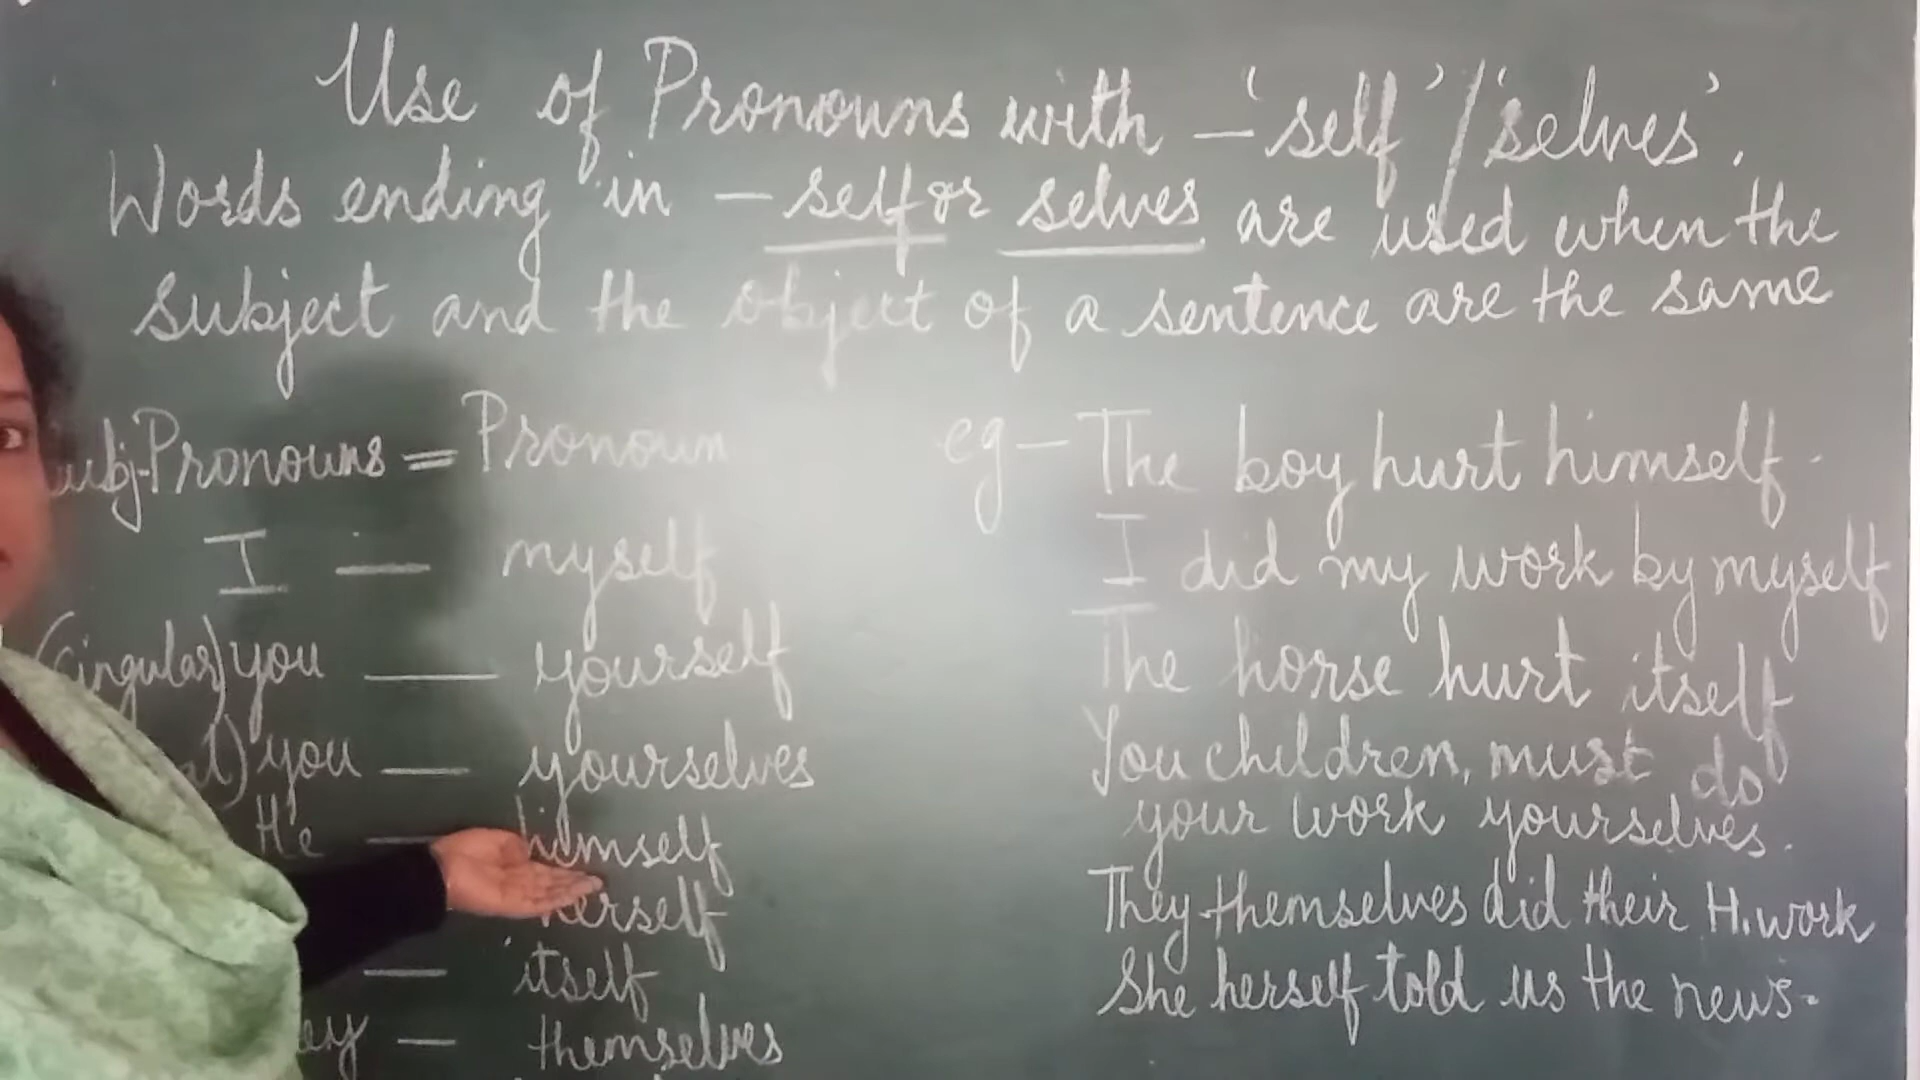 Use of Pronouns with - 'self' / 'selves'.
Words ending in - self or selves are used when the
subject and the object of a sentence are the same
ubj-Pronouns = Pronoun
I — myself
(singular) you — yourself
you — yourselves
He — himself
herself
— itself
ey — themselves
eg - The boy hurt himself.
I did my work by myself
The horse hurt itself
You children, must do
your work yourselves.
They themselves did their H.work
She herself told us the news.